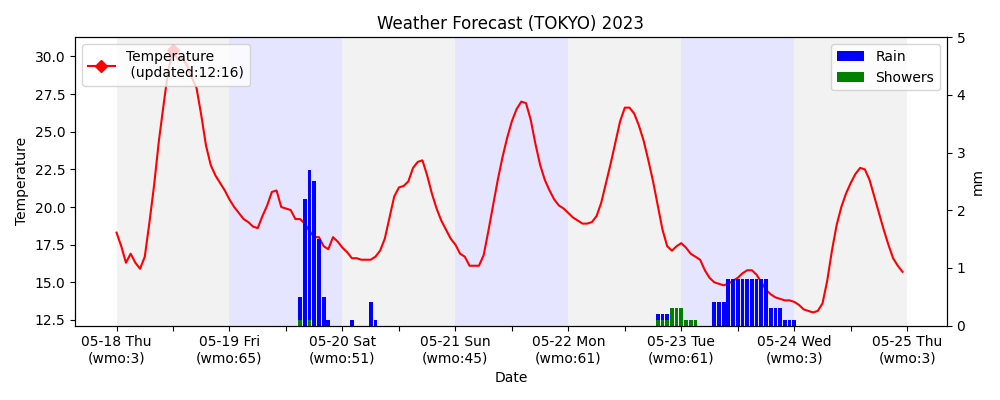 Weather Forecast (TOKYO) 2023
Temperature
(updated:12:16)
Rain
Showers
30.0
27.5
25.0
22.5
20.0
17.5
15.0
12.5
Temperature
5
4
3
2
1
0
mm
05-18 Thu
(wmo:3)
05-19 Fri
(wmo:65)
05-20 Sat
(wmo:51)
05-21 Sun
(wmo:45)
05-22 Mon
(wmo:61)
05-23 Tue
(wmo:61)
05-24 Wed
(wmo:3)
05-25 Thu
(wmo:3)
Date